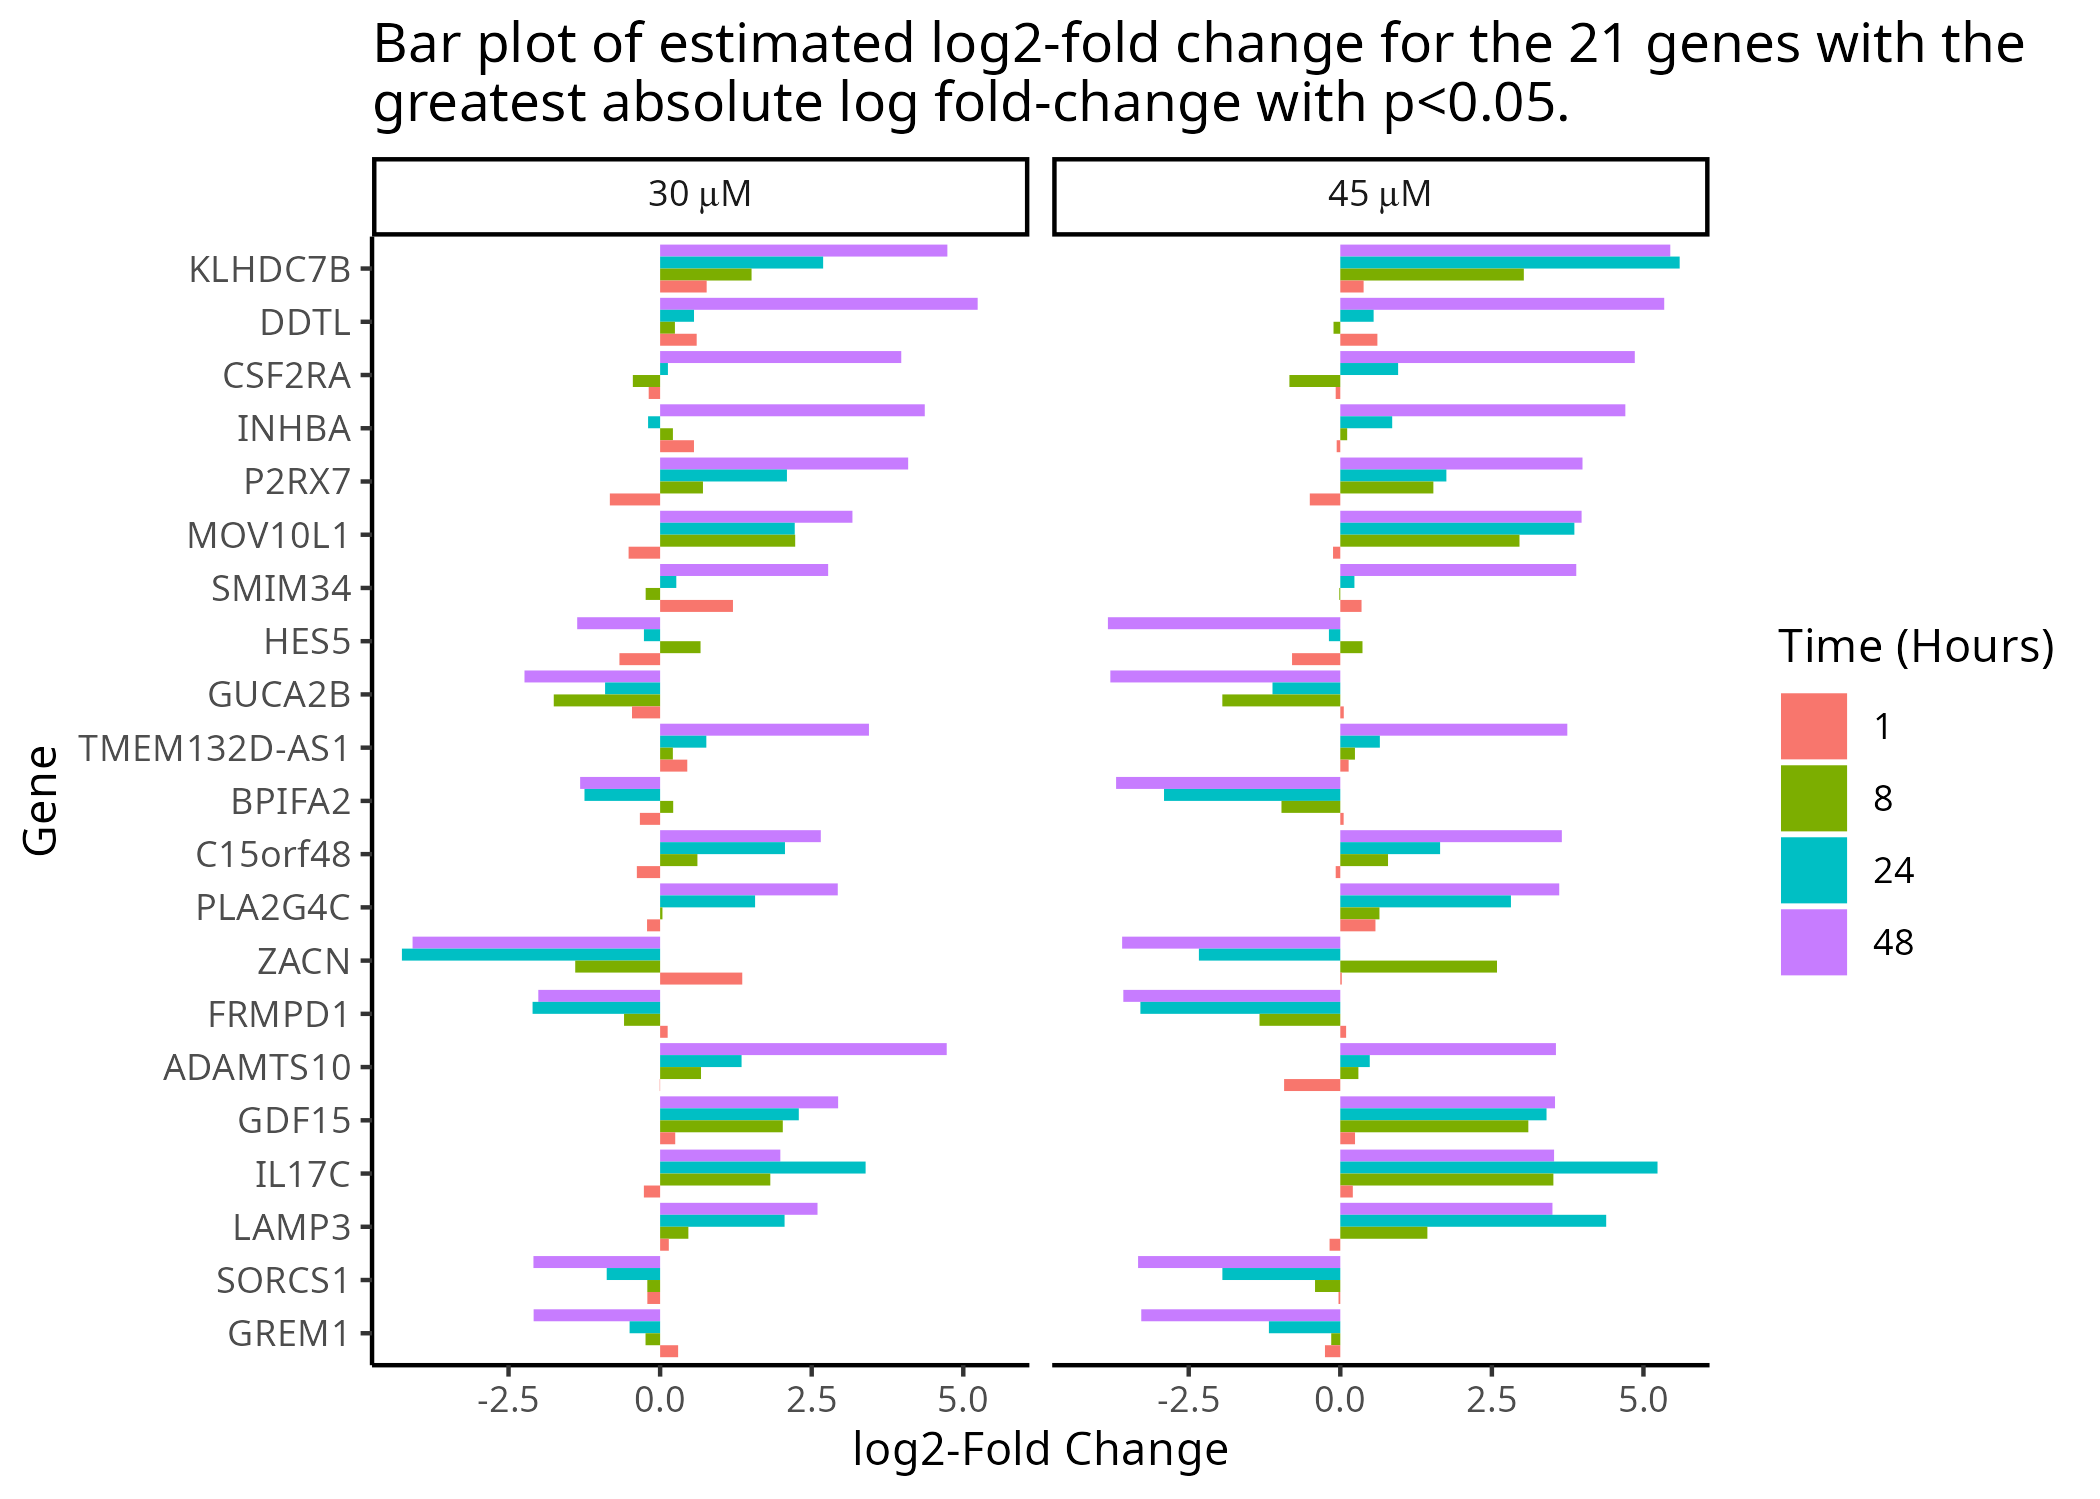 Bar plot of estimated log2-fold change for the 21 genes with the
greatest absolute log fold-change with p<0.05.
30 μM
45 μM
KLHDC7B
DDTL
CSF2RA
INHBA
P2RX7
MOV10L1
SMIM34
HES5
GUCA2B
TMEM132D-AS1
BPIFA2
C15orf48
PLA2G4C
ZACN
FRMPD1
ADAMTS10
GDF15
IL17C
LAMP3
SORCS1
GREM1
Gene
-2.5 0.0 2.5 5.0
-2.5 0.0 2.5 5.0
log2-Fold Change
Time (Hours)
1
8
24
48